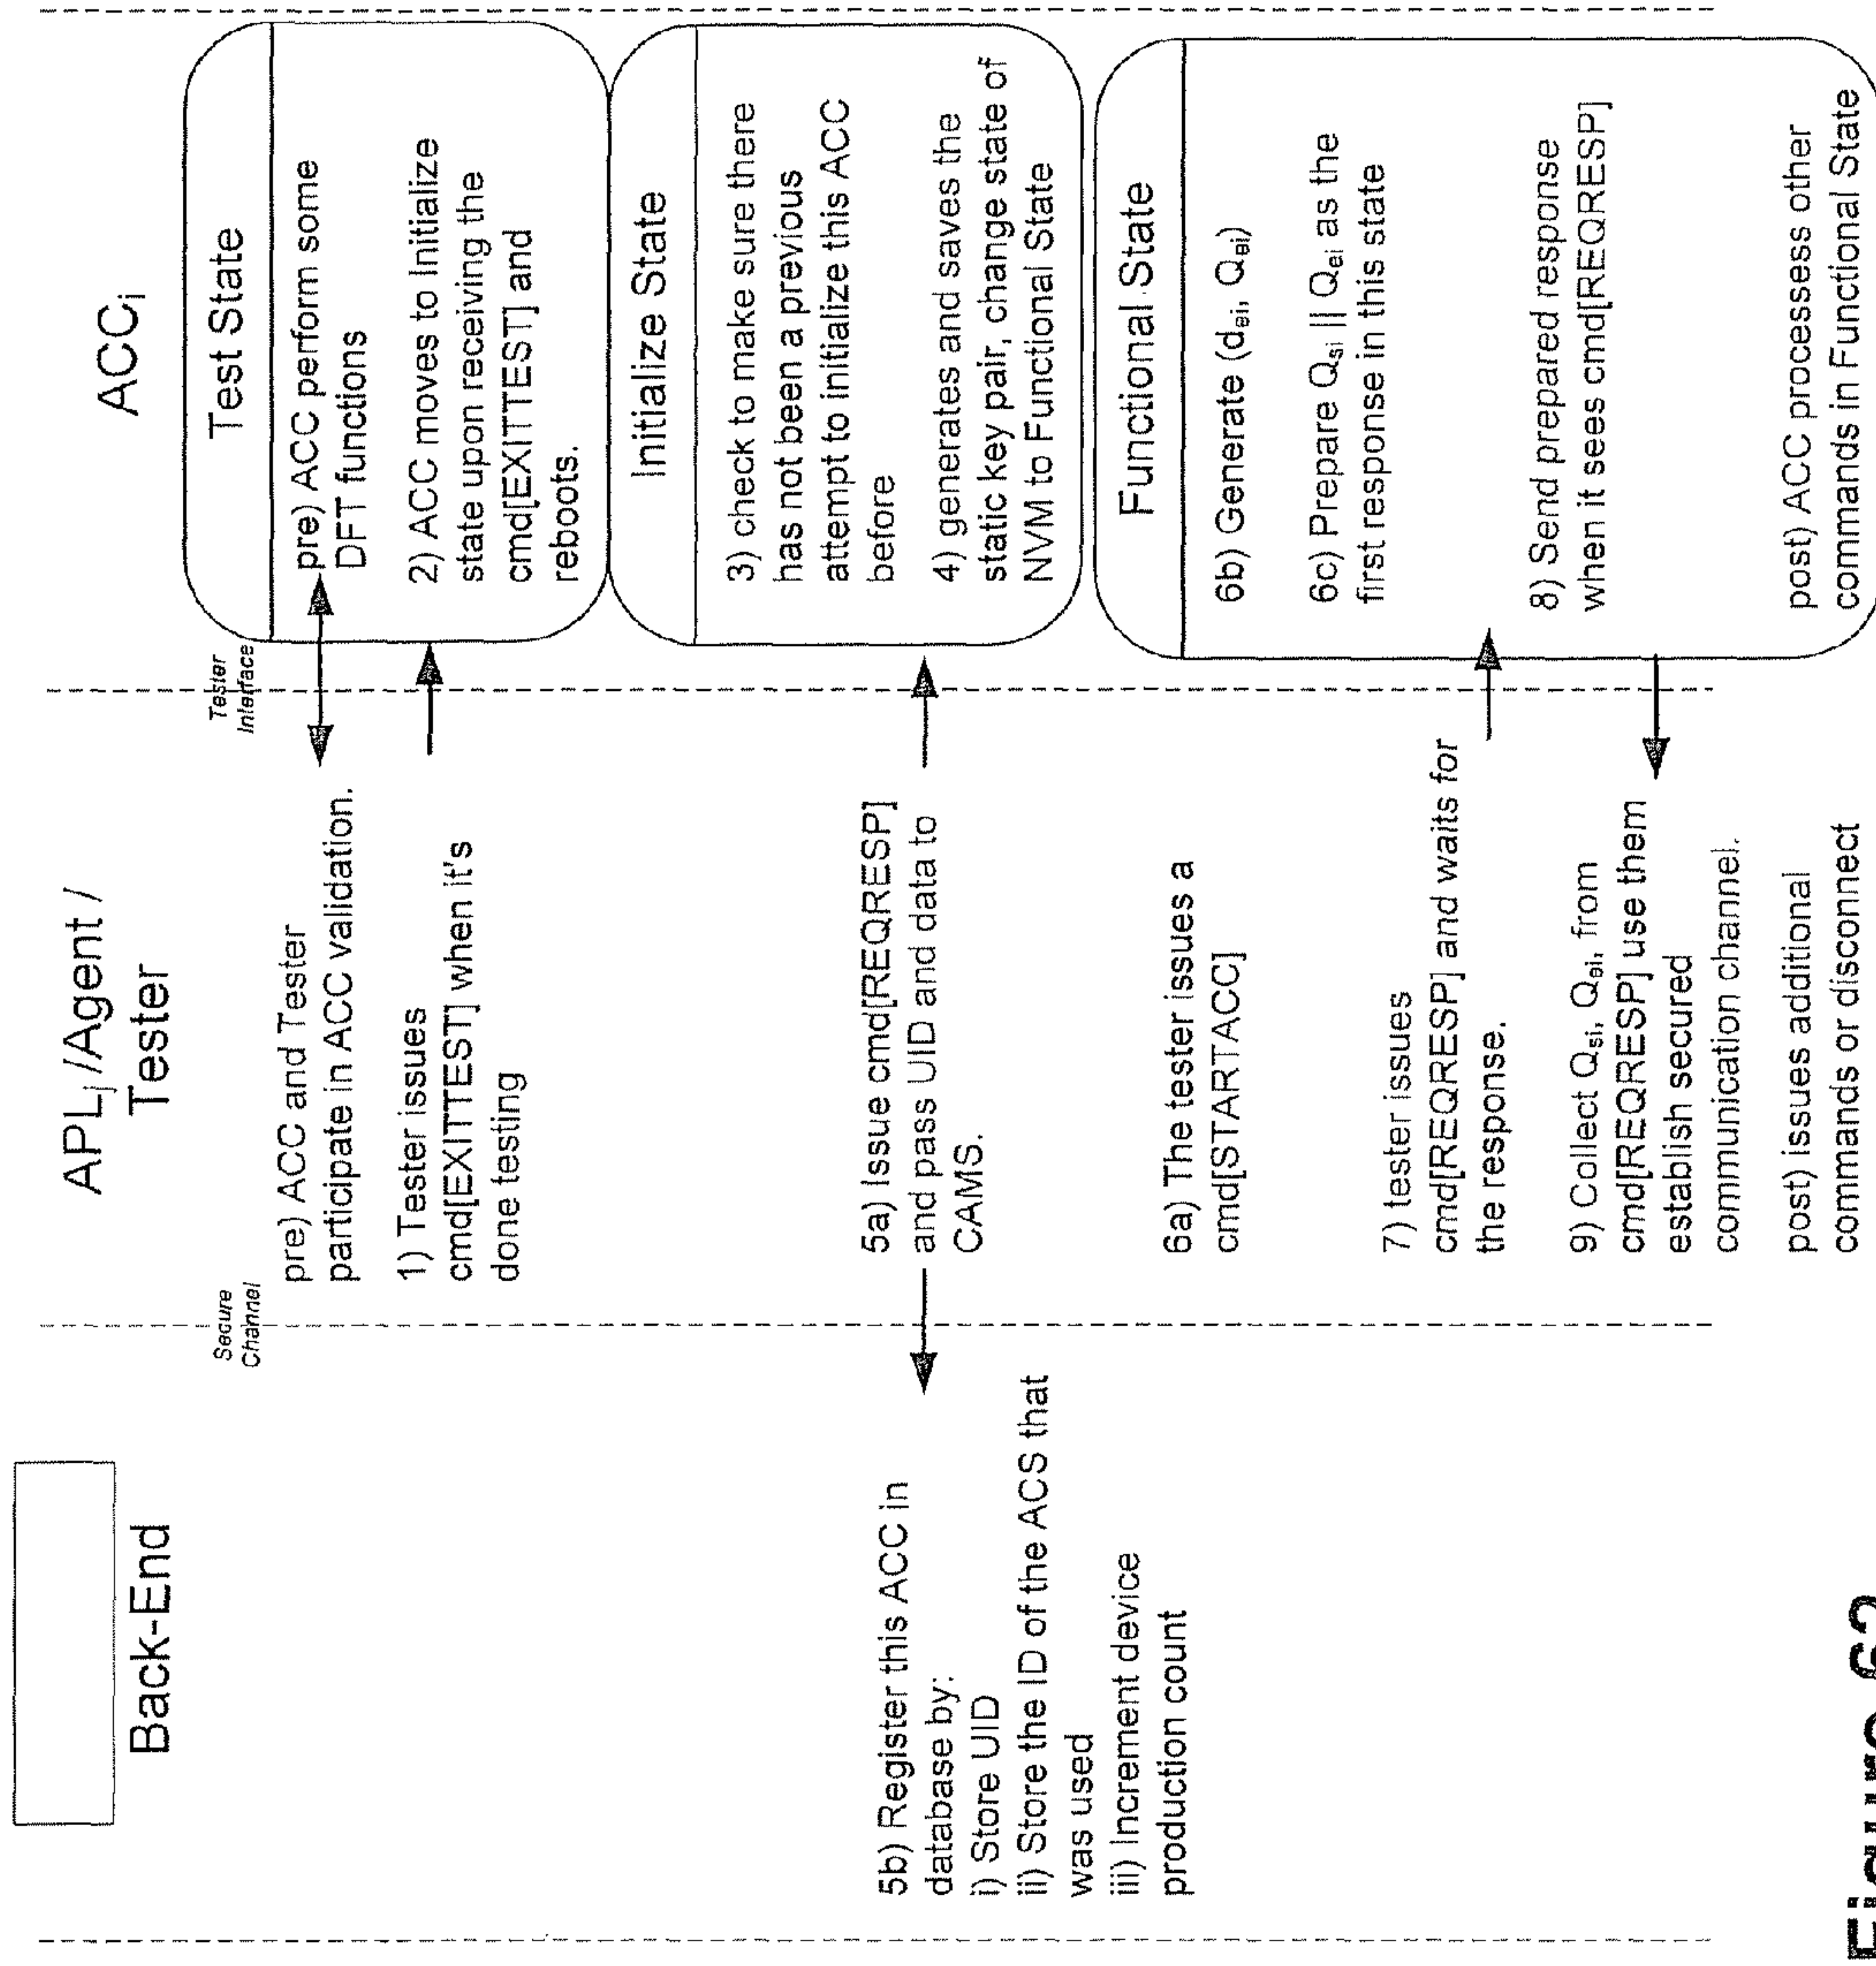 Back-End
5b) Register this ACC in
database by:
i) Store UID
ii) Store the ID of the ACS that
was used
iii) Increment device
production count
Secure
Channel
APLj/Agent /
Tester
pre) ACC and Tester
participate in ACC validation.
1) Tester issues
cmd[EXITTEST] when it's
done testing
5a) Issue cmd[REQRESP]
and pass UID and data to
CAMS.
6a) The tester issues a
cmd[STARTACC]
7) tester issues
cmd[REQRESP] and waits for
the response.
9) Collect Qsi, Qei, from
cmd[REQRESP] use them
establish secured
communication channel.
post) issues additional
commands or disconnect
Tester
Interface
ACCi
Test State
pre) ACC perform some
DFT functions
2) ACC moves to Initialize
state upon receiving the
cmd[EXITTEST] and
reboots.
Initialize State
3) check to make sure there
has not been a previous
attempt to initialize this ACC
before
4) generates and saves the
static key pair, change state of
NVM to Functional State
Functional State
6b) Generate (dei, Qei)
6c) Prepare Qsi || Qei as the
first response in this state
8) Send prepared response
when it sees cmd[REQRESP]
post) ACC processes other
commands in Functional State
Figure